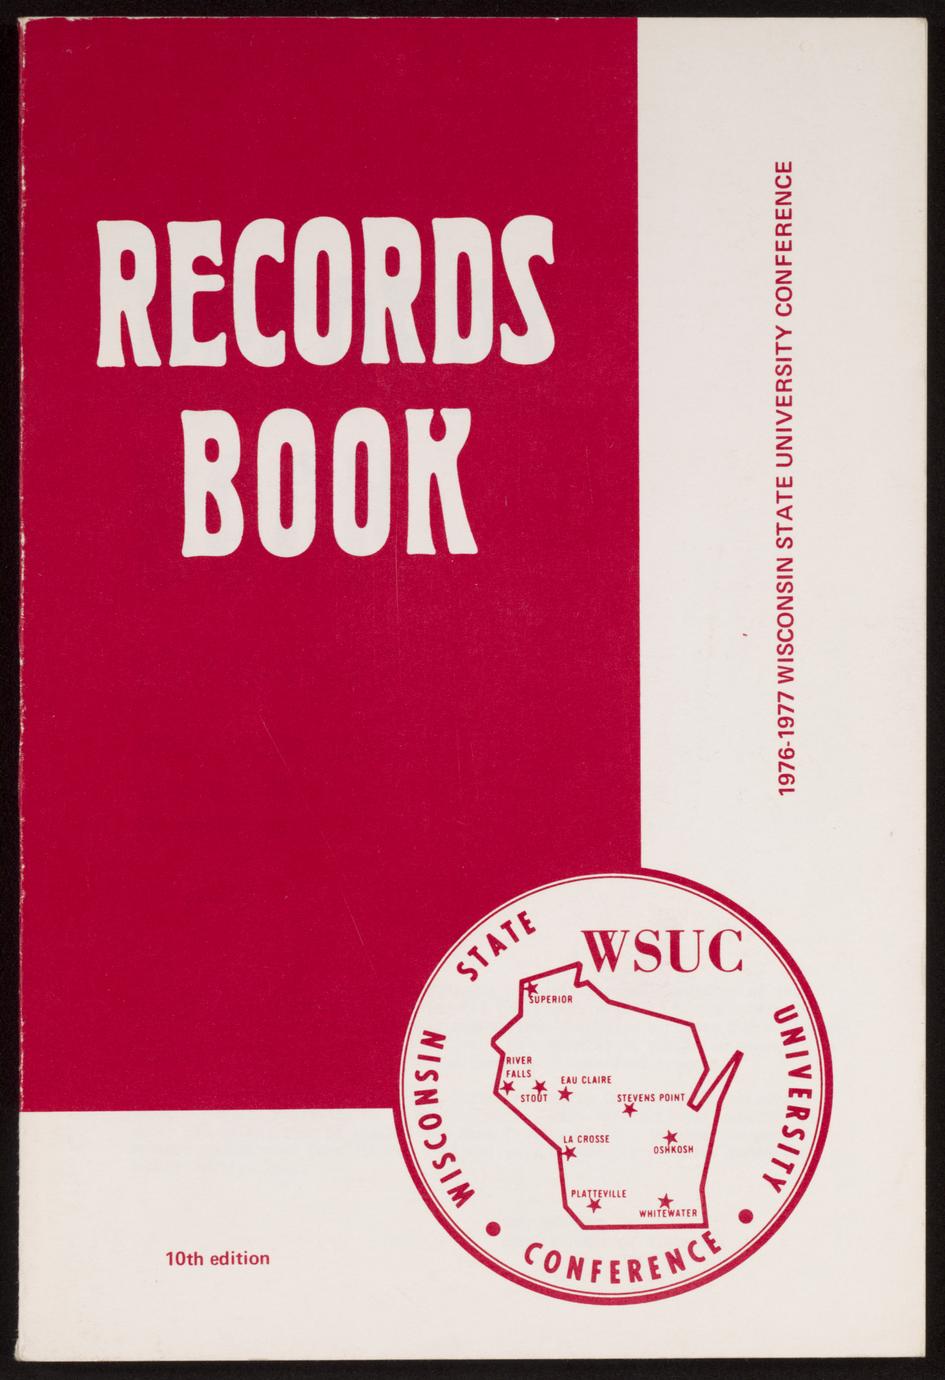 RECORDS
BOOK
1976-1977 WISCONSIN STATE UNIVERSITY CONFERENCE
WISCONSIN STATE UNIVERSITY
WSUC
SUPERIOR
RIVER
FALLS
STOUT
EAU CLAIRE
STEVENS POINT
LA CROSSE
OSHKOSH
PLATTEVILLE
WHITEWATER
• CONFERENCE •
10th edition